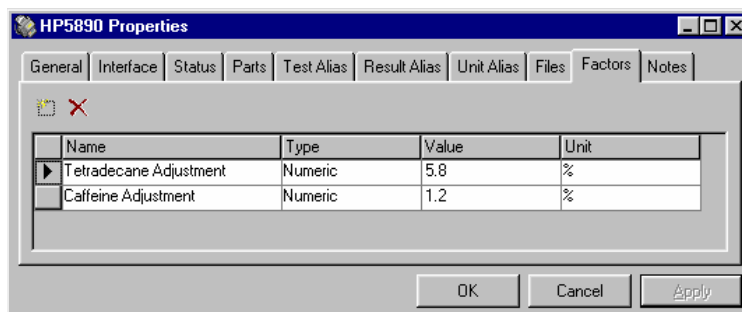 HP5890 Properties
General Interface Status Parts Test Alias Result Alias Unit Alias Files Factors Notes
Name Type Value Unit
Tetradecane Adjustment Numeric 5.8 %
Caffeine Adjustment Numeric 1.2 %
OK Cancel Apply